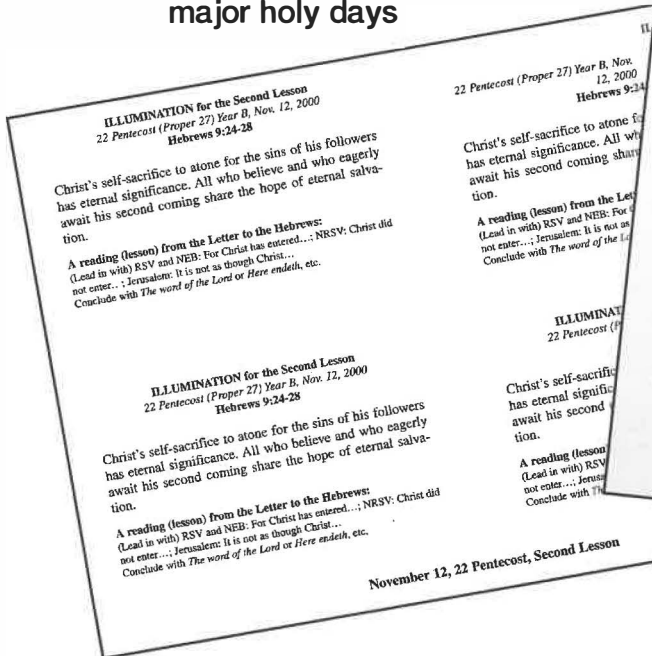 major holy days
ILLUMINATION for the Second Lesson
22 Pentecost (Proper 27) Year B, Nov. 12, 2000
Hebrews 9:24-28
Christ's self-sacrifice to atone for the sins of his followers
has eternal significance. All who believe and who eagerly
await his second coming share the hope of eternal salva-
tion.
A reading (lesson) from the Letter to the Hebrews:
(Lead in with) RSV and NEB: For Christ has entered...; NRSV: Christ did
not enter.. ; Jerusalem: It is not as though Christ...
Conclude with The word of the Lord or Here endeth, etc.
22 Pentecost (Proper 27) Year B, Nov.
12, 2000
Hebrews 9:24
Christ's self-sacrifice to atone
has eternal significance. All
await his second coming
tion.
A reading (lesson) from the
(Lead in with) RSV and NEB: For
not enter...; Jerusalem: It is not as
Conclude with The word of the
ILLUMINATION for the Second Lesson
22 Pentecost (Proper 27) Year B, Nov. 12, 2000
Hebrews 9:24-28
Christ's self-sacrifice to atone for the sins of his followers
has eternal significance. All who believe and who eagerly
await his second coming share the hope of eternal salva-
tion.
A reading (lesson) from the Letter to the Hebrews:
(Lead in with) RSV and NEB: For Christ has entered...; NRSV: Christ did
not enter...; Jerusalem: It is not as though Christ...
Conclude with The word of the Lord or Here endeth, etc.
22 Pentecost
Christ's
has eternal
await his second
tion.
A reading (lesson
(Lead in with) RSV
not enter...;
Conclude with
November 12, 22 Pentecost, Second Lesson